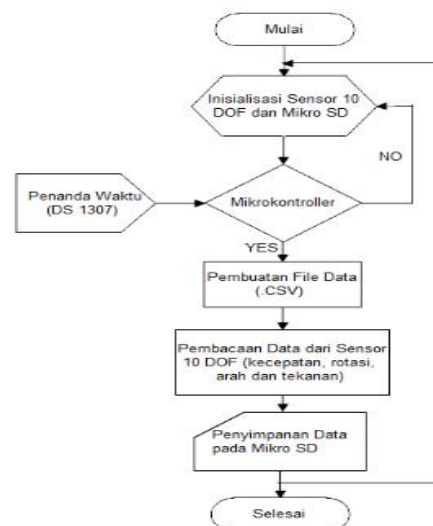 Mulai
Inisialisasi Sensor 10
DOF dan Mikro SD
NO
Penanda Waktu
(DS 1307)
Mikrokontroller
YES
Pembuatan File Data
(.CSV)
Pembacaan Data dari Sensor
10 DOF (kecepatan, rotasi,
arah dan tekanan)
Penyimpanan Data
pada Mikro SD
Selesai